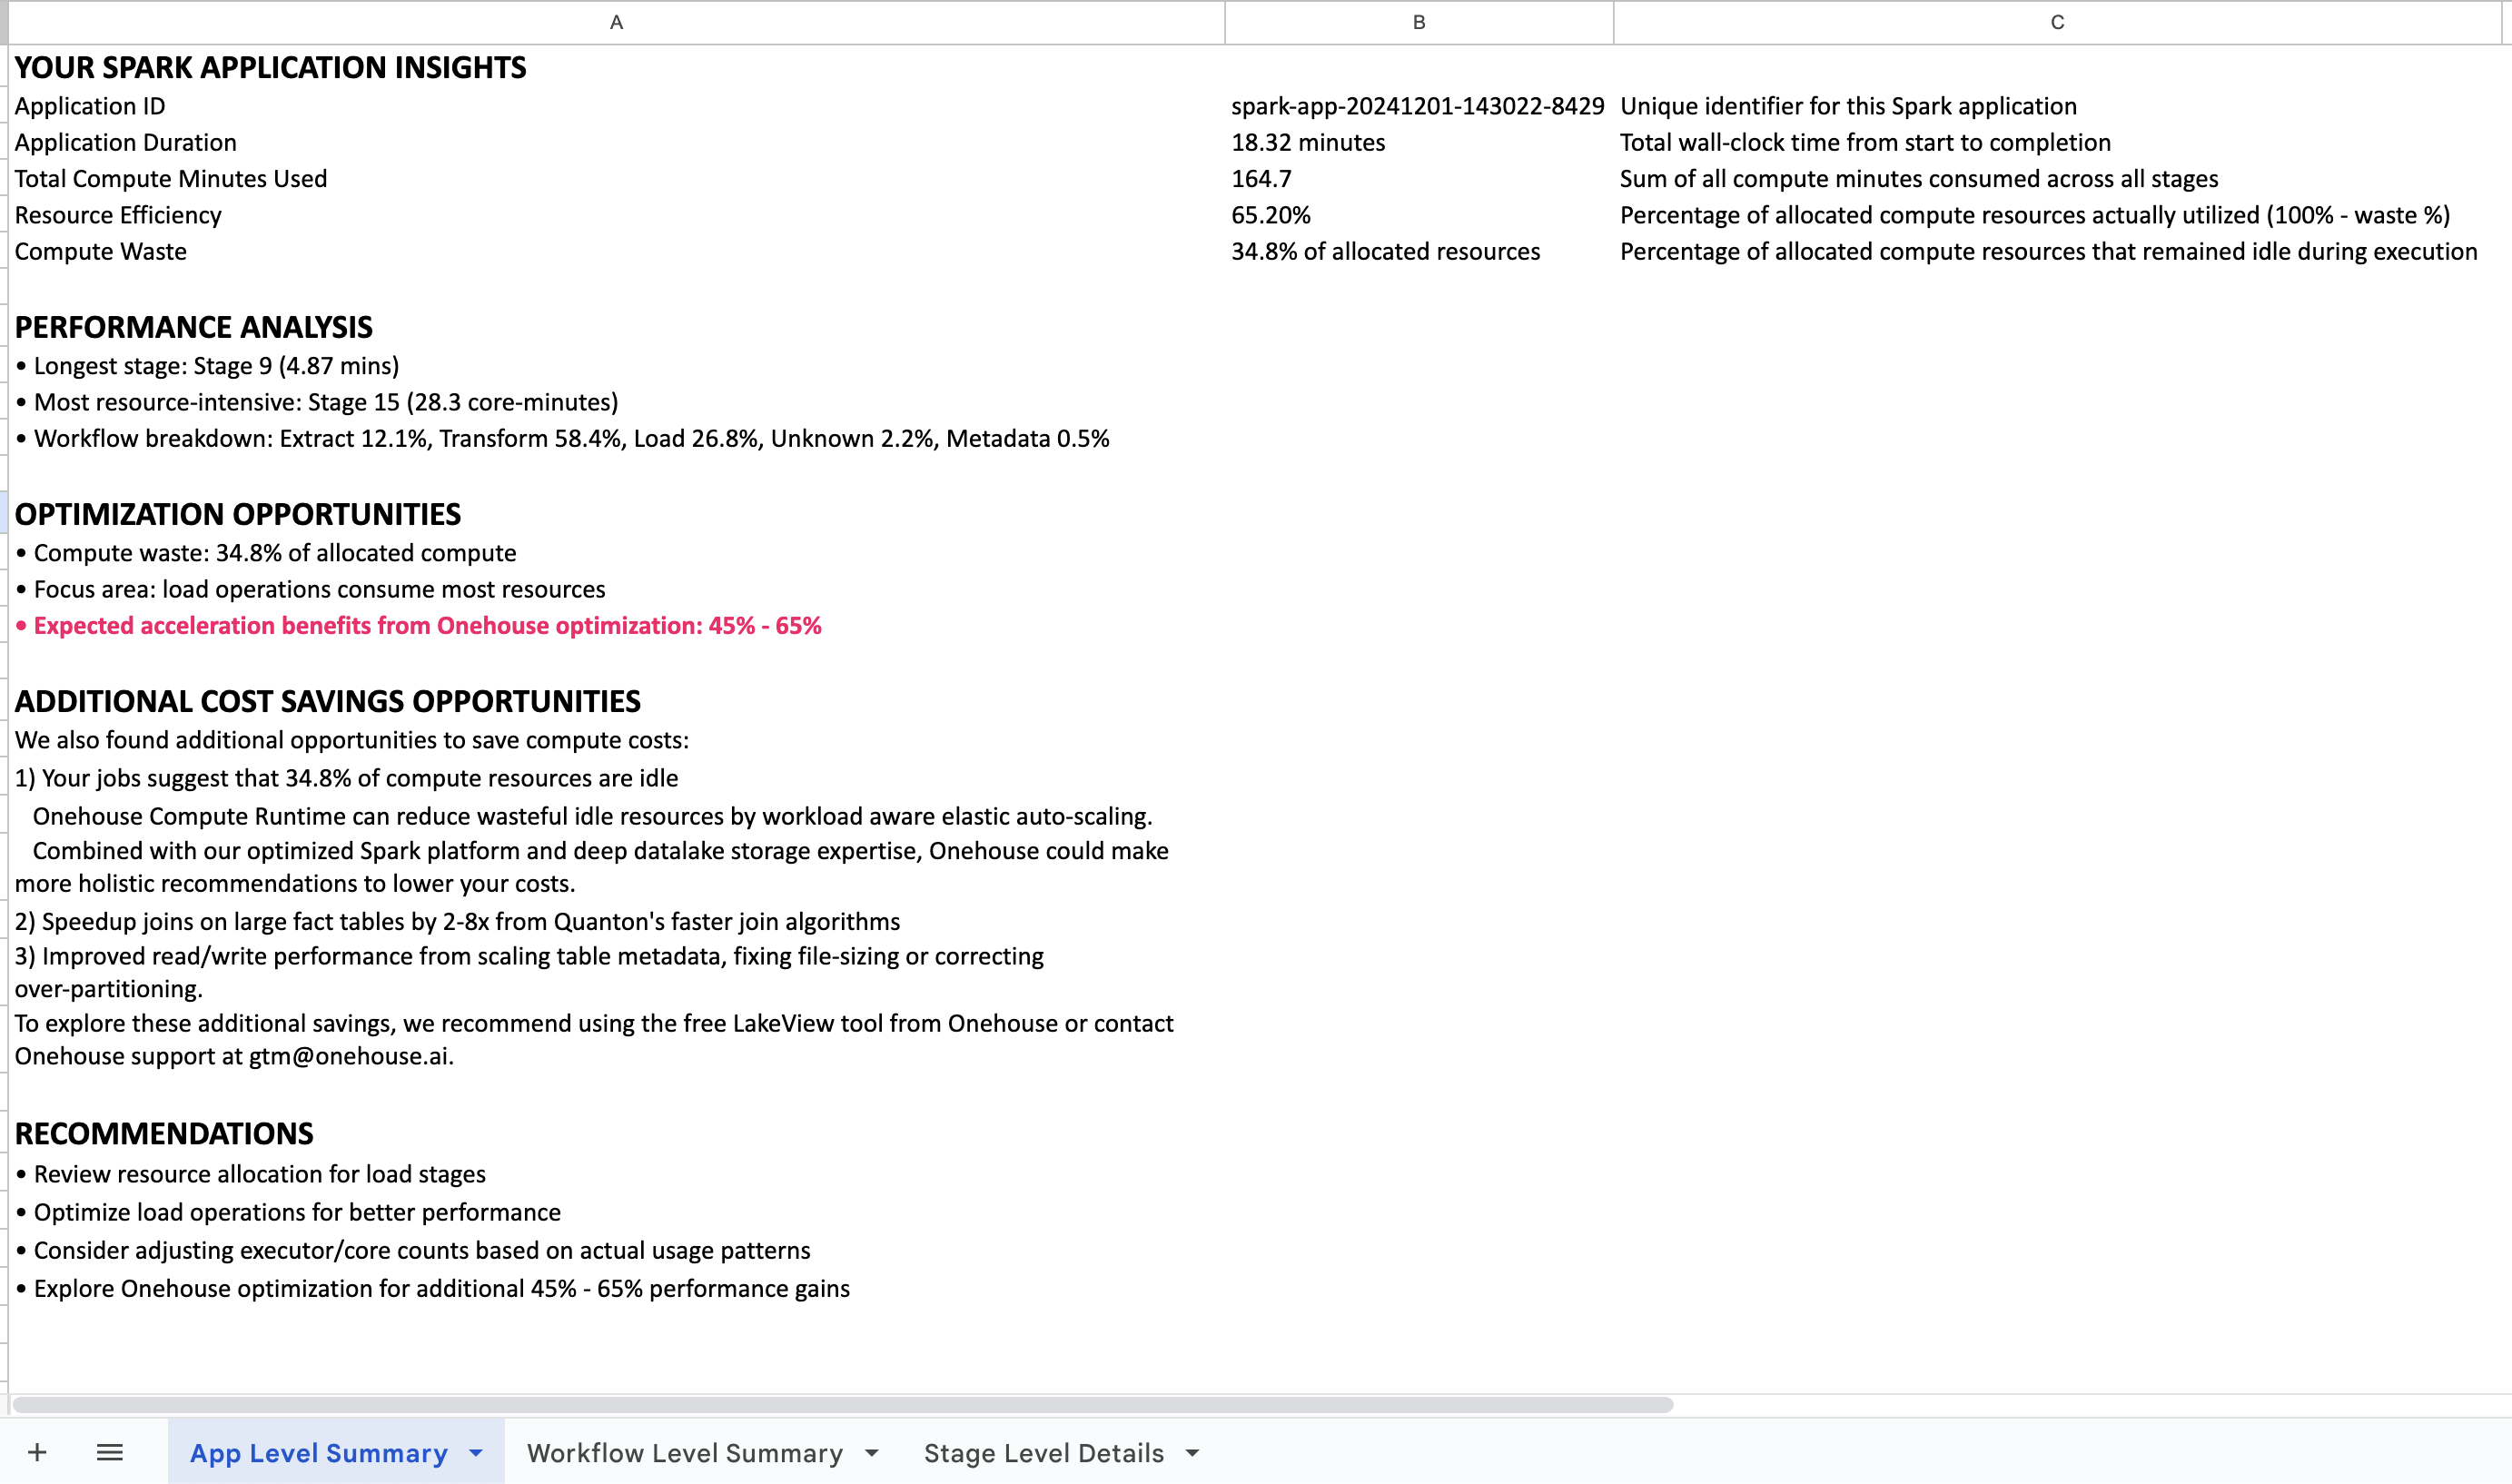 A B C
YOUR SPARK APPLICATION INSIGHTS
Application ID spark-app-20241201-143022-8429 Unique identifier for this Spark application
Application Duration 18.32 minutes Total wall-clock time from start to completion
Total Compute Minutes Used 164.7 Sum of all compute minutes consumed across all stages
Resource Efficiency 65.20% Percentage of allocated compute resources actually utilized (100% - waste %)
Compute Waste 34.8% of allocated resources Percentage of allocated compute resources that remained idle during execution
PERFORMANCE ANALYSIS
• Longest stage: Stage 9 (4.87 mins)
• Most resource-intensive: Stage 15 (28.3 core-minutes)
• Workflow breakdown: Extract 12.1%, Transform 58.4%, Load 26.8%, Unknown 2.2%, Metadata 0.5%
OPTIMIZATION OPPORTUNITIES
• Compute waste: 34.8% of allocated compute
• Focus area: load operations consume most resources
• Expected acceleration benefits from Onehouse optimization: 45% - 65%
ADDITIONAL COST SAVINGS OPPORTUNITIES
We also found additional opportunities to save compute costs:
1) Your jobs suggest that 34.8% of compute resources are idle
Onehouse Compute Runtime can reduce wasteful idle resources by workload aware elastic auto-scaling.
Combined with our optimized Spark platform and deep datalake storage expertise, Onehouse could make
more holistic recommendations to lower your costs.
2) Speedup joins on large fact tables by 2-8x from Quanton's faster join algorithms
3) Improved read/write performance from scaling table metadata, fixing file-sizing or correcting
over-partitioning.
To explore these additional savings, we recommend using the free LakeView tool from Onehouse or contact
Onehouse support at gtm@onehouse.ai.
RECOMMENDATIONS
• Review resource allocation for load stages
• Optimize load operations for better performance
• Consider adjusting executor/core counts based on actual usage patterns
• Explore Onehouse optimization for additional 45% - 65% performance gains
App Level Summary Workflow Level Summary Stage Level Details